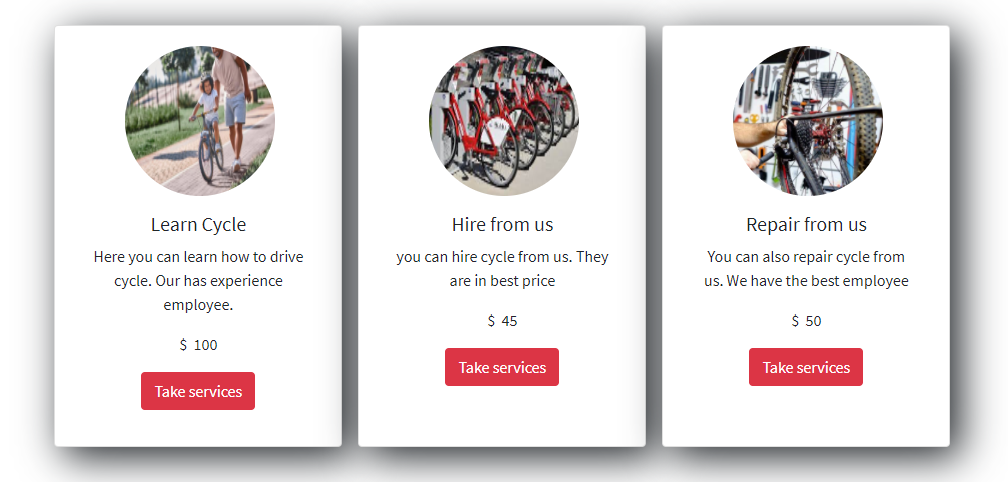 Learn Cycle
Here you can learn how to drive
cycle. Our has experience
employee.
$ 100
Take services
Hire from us
you can hire cycle from us. They
are in best price
$ 45
Take services
Repair from us
You can also repair cycle from
us. We have the best employee
$ 50
Take services